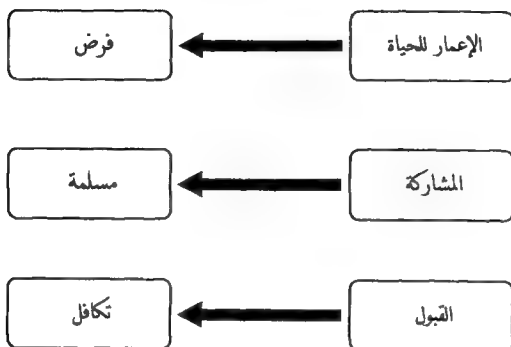 الإعمار للحياة
فرض
المشاركة
مسلمة
القبول
تكافل